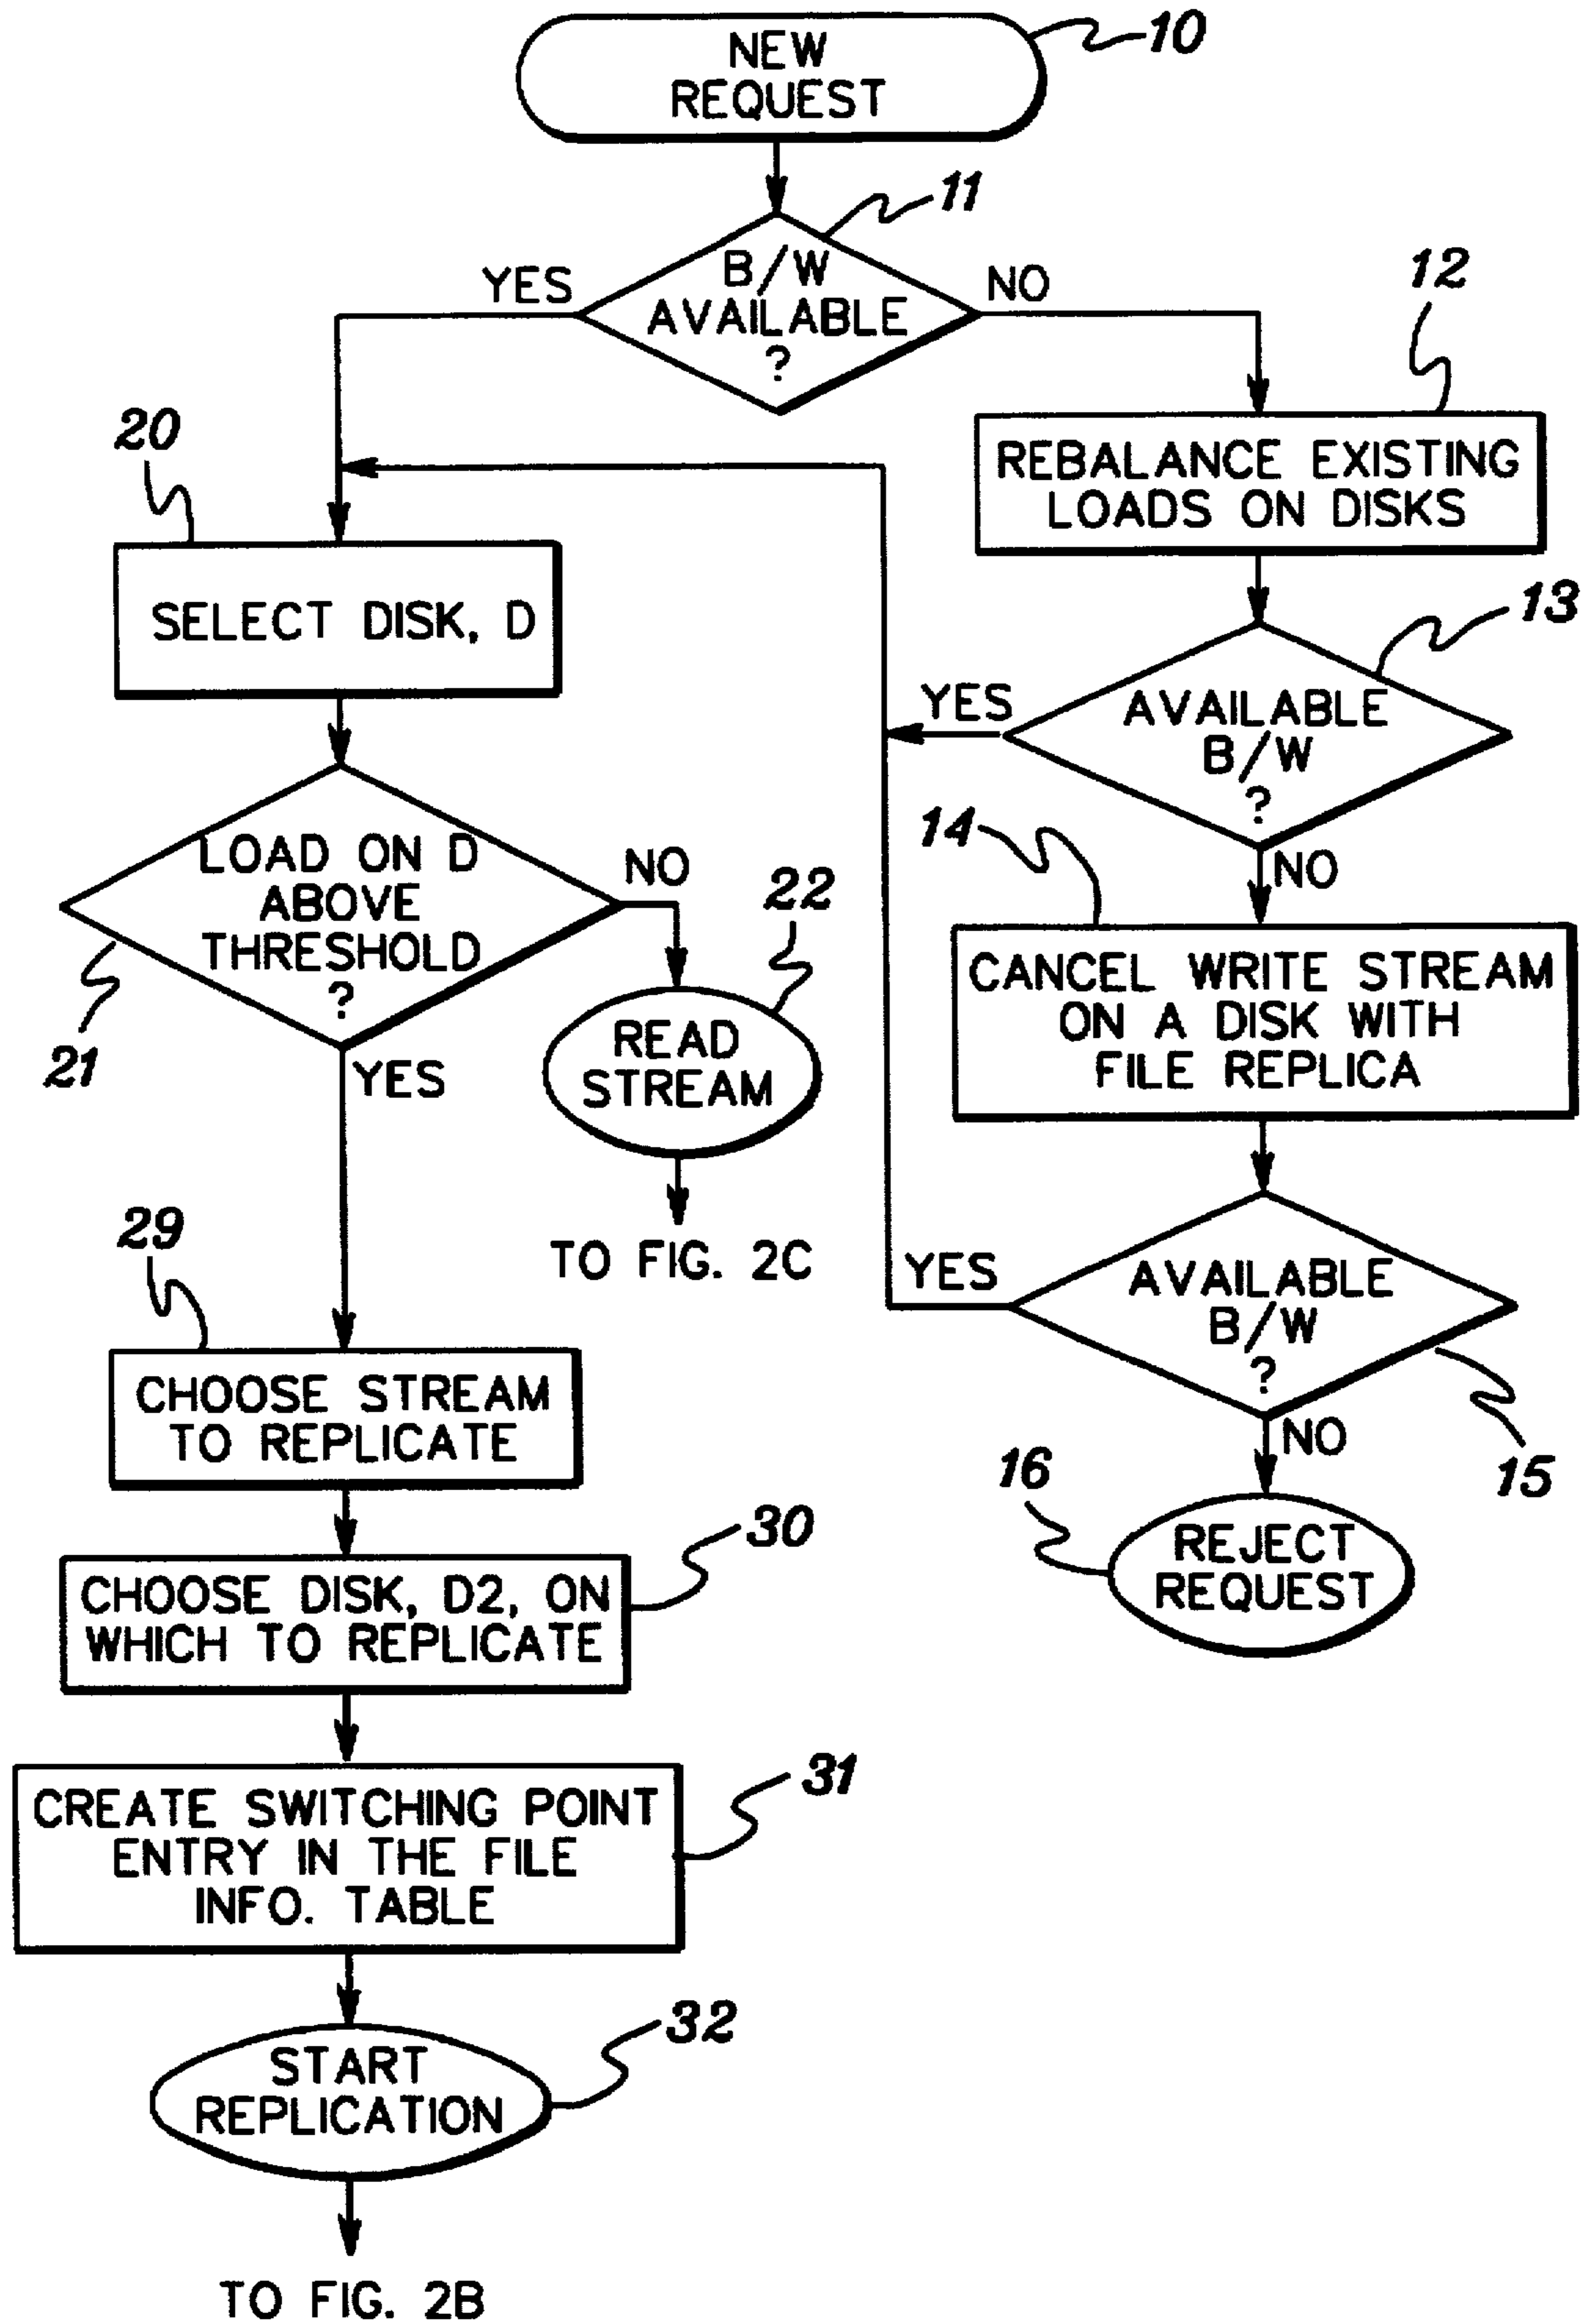 NEW
REQUEST
10
11
B/W
AVAILABLE
?
YES
NO
12
REBALANCE EXISTING
LOADS ON DISKS
20
SELECT DISK, D
13
AVAILABLE
B/W
?
YES
NO
14
CANCEL WRITE STREAM
ON A DISK WITH
FILE REPLICA
LOAD ON D
ABOVE
THRESHOLD
?
NO
21
YES
22
READ
STREAM
TO FIG. 2C
AVAILABLE
B/W
?
YES
NO
15
16
REJECT
REQUEST
29
CHOOSE STREAM
TO REPLICATE
30
CHOOSE DISK, D2, ON
WHICH TO REPLICATE
31
CREATE SWITCHING POINT
ENTRY IN THE FILE
INFO. TABLE
32
START
REPLICATION
TO FIG. 2B